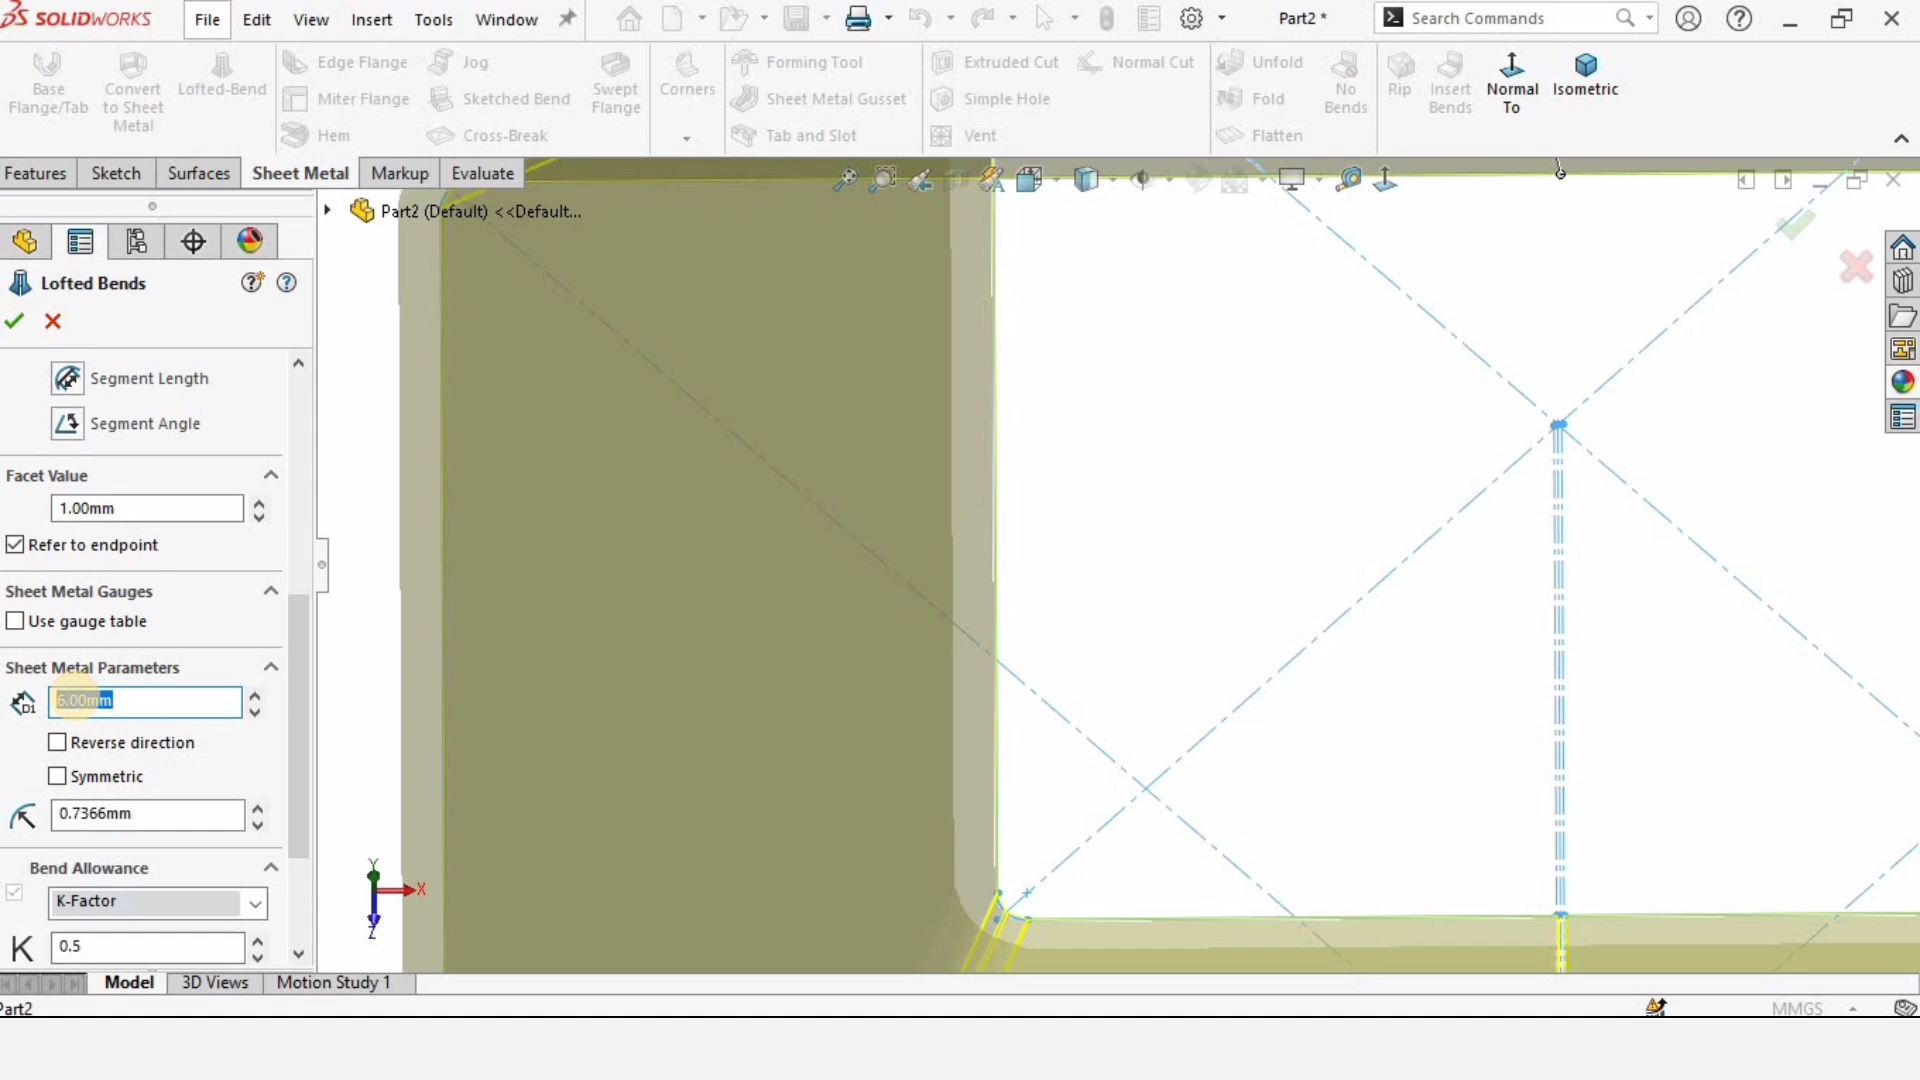 SOLIDWORKS File Edit View Insert Tools Window Part2 * Search Commands
Base Flange/Tab
Convert to Sheet Metal
Lofted-Bend
Edge Flange
Miter Flange
Hem
Jog
Sketched Bend
Cross-Break
Swept Flange
Corners
Forming Tool
Sheet Metal Gusset
Tab and Slot
Extruded Cut
Simple Hole
Vent
Normal Cut
Unfold
Fold
Flatten
No Bends
Rip
Insert Bends
Normal To
Isometric
Features Sketch Surfaces Sheet Metal Markup Evaluate
Part2 (Default) <<Default...
Lofted Bends
Segment Length
Segment Angle
Facet Value
1.00mm
Refer to endpoint
Sheet Metal Gauges
Use gauge table
Sheet Metal Parameters
D1 6.00mm
Reverse direction
Symmetric
0.7366mm
Bend Allowance
K-Factor
K 0.5
Y
X
Z
Model 3D Views Motion Study 1
Part2 MMGS